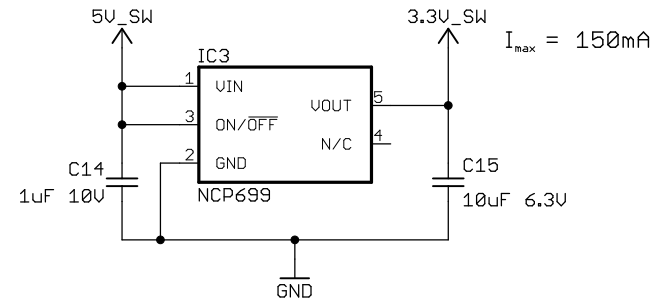 5V_SW
3.3V_SW
Imax = 150mA
IC3
1
VIN
VOUT
5
3
ON/OFF
N/C
4
2
GND
C14
1uF 10V
NCP699
C15
10uF 6.3V
GND